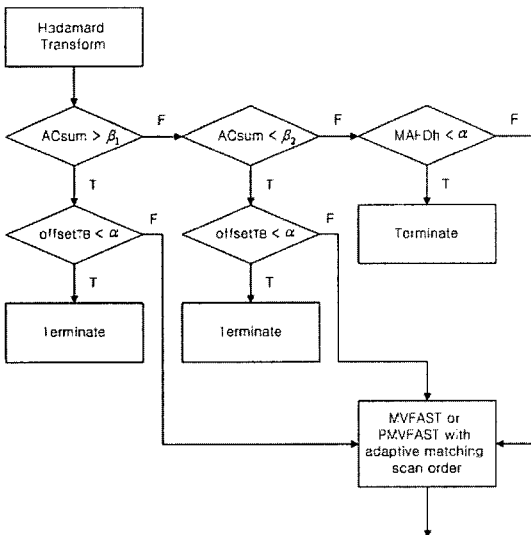 Hadamard
Transform
ACsum > β1
F
ACsum < β2
F
MAFDh < α
F
T
T
T
offsetTB < α
F
offsetTB < α
F
Terminate
T
T
Terminate
Terminate
MVFAST or
PMVFAST with
adaptive matching
scan order